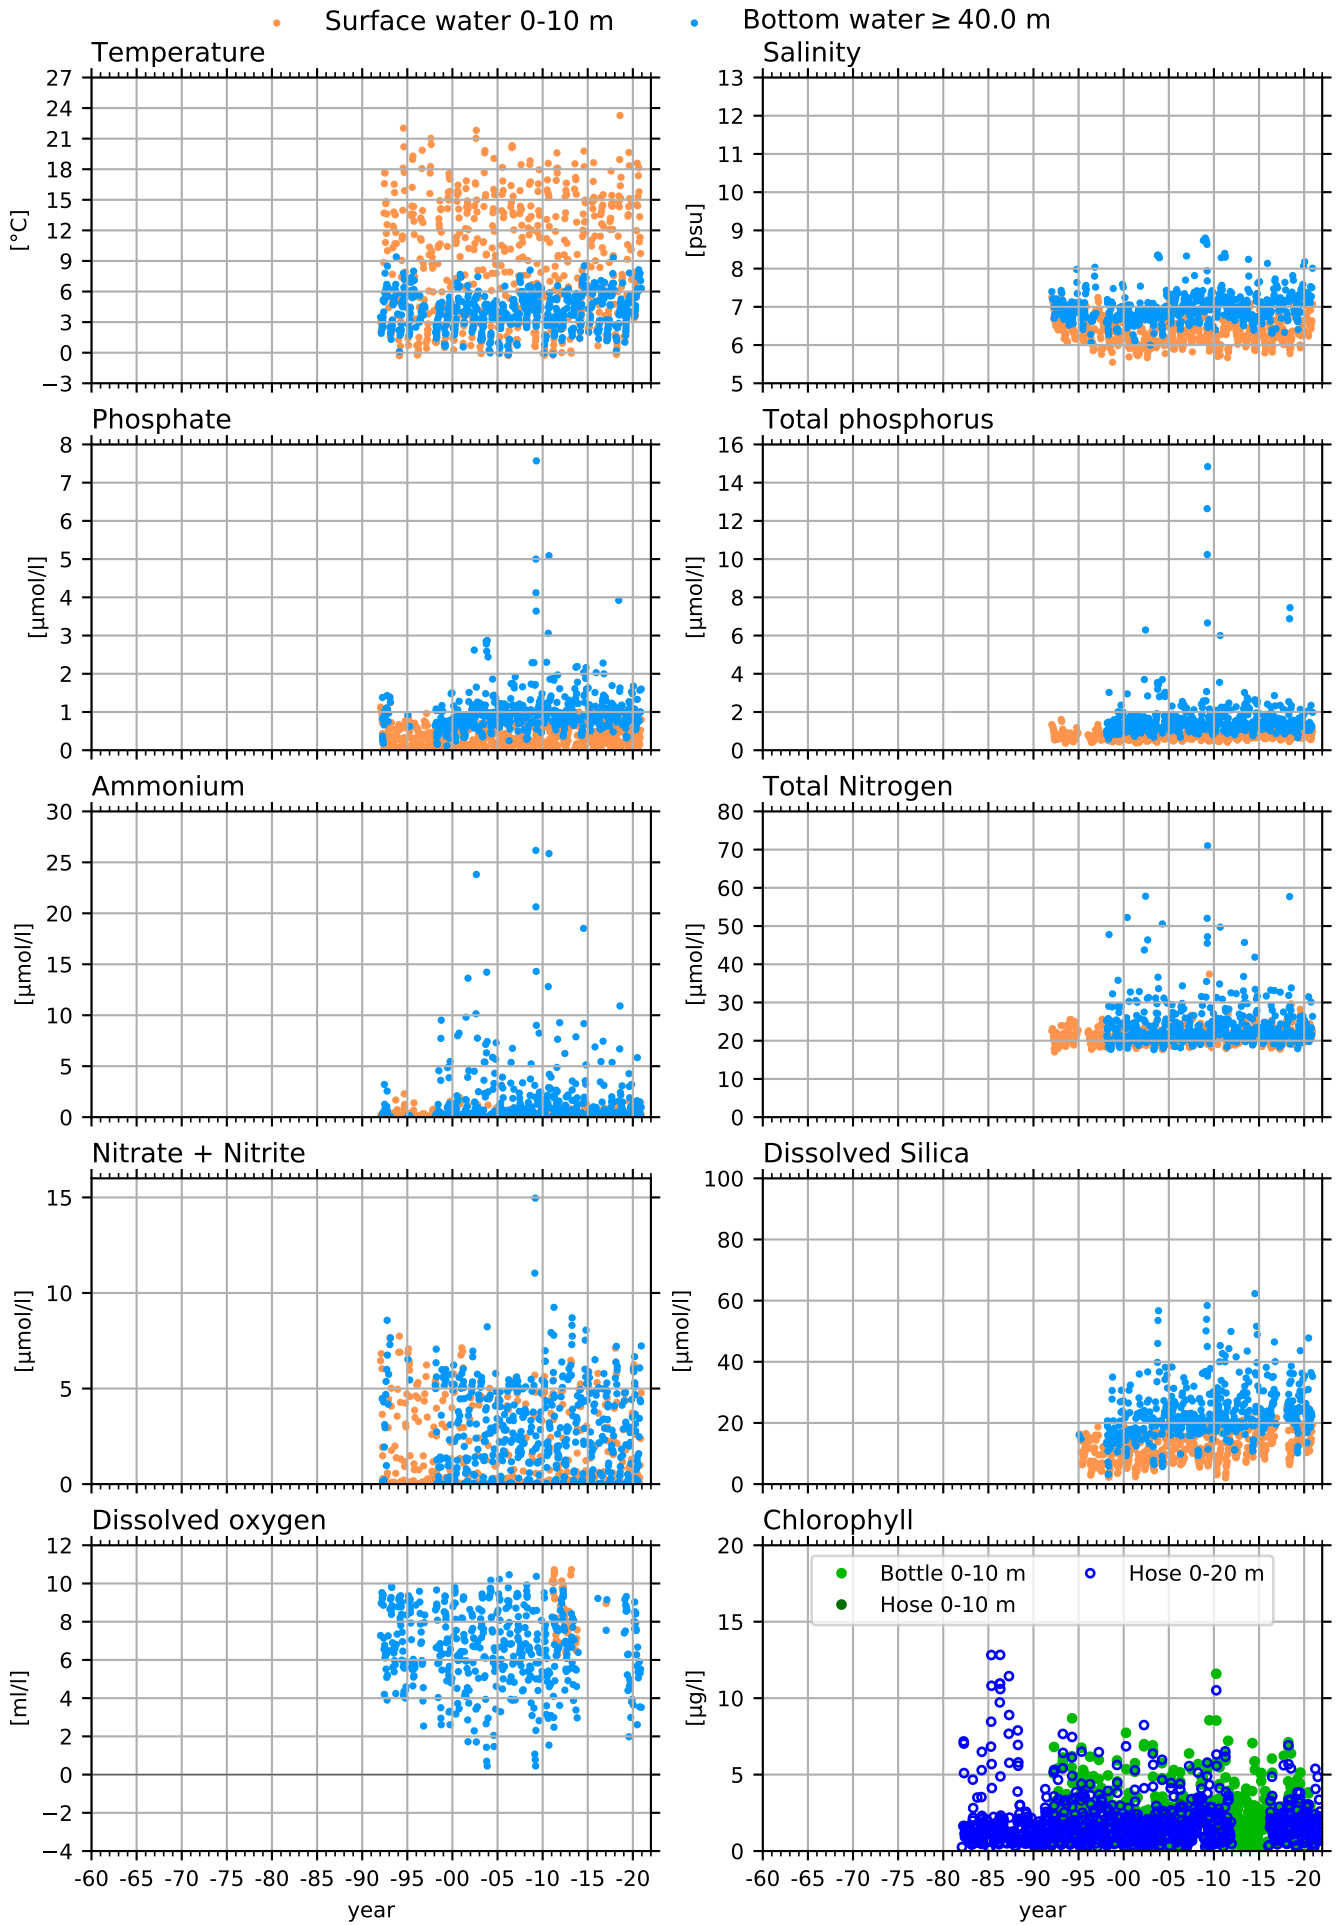 Surface water 0-10 m Bottom water ≥ 40.0 m
Temperature
27
24
21
18
15
12
9
6
3
0
−3
[°C]
Salinity
13
12
11
10
9
8
7
6
5
[psu]
Phosphate
8
7
6
5
4
3
2
1
0
[µmol/l]
Total phosphorus
16
14
12
10
8
6
4
2
0
[µmol/l]
Ammonium
30
25
20
15
10
5
0
[µmol/l]
Total Nitrogen
80
70
60
50
40
30
20
10
0
[µmol/l]
Nitrate + Nitrite
15
10
5
0
[µmol/l]
Dissolved Silica
100
80
60
40
20
0
[µmol/l]
Dissolved oxygen
12
10
8
6
4
2
0
−2
−4
[ml/l]
-60 -65 -70 -75 -80 -85 -90 -95 -00 -05 -10 -15 -20
year
Chlorophyll
20
15
10
5
0
[µg/l]
Bottle 0-10 m Hose 0-20 m
Hose 0-10 m
-60 -65 -70 -75 -80 -85 -90 -95 -00 -05 -10 -15 -20
year